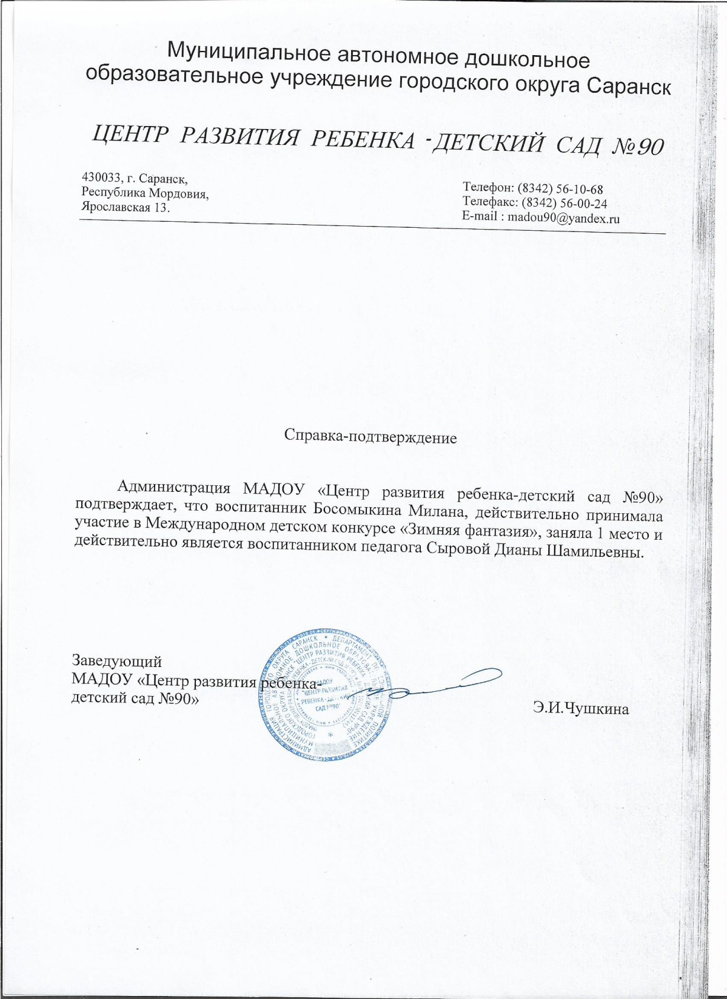 Муниципальное автономное дошкольное
образовательное учреждение городского округа Саранск
ЦЕНТР РАЗВИТИЯ РЕБЕНКА -ДЕТСКИЙ САД №90
430033, г. Саранск,
Республика Мордовия,
Ярославская 13.
Телефон: (8342) 56-10-68
Телефакс: (8342) 56-00-24
E-mail : madou90@yandex.ru
Справка-подтверждение
Администрация МАДОУ «Центр развития ребенка-детский сад №90»
подтверждает, что воспитанник Босомыкина Милана, действительно принимала
участие в Международном детском конкурсе «Зимняя фантазия», заняла 1 место и
действительно является воспитанником педагога Сыровой Дианы Шамильевны.
Заведующий
МАДОУ «Центр развития ребенка-
детский сад №90»
Э.И.Чушкина
МАДОУ
"ЦЕНТР РАЗВИТИЯ
РЕБЕНКА - ДЕТСКИЙ
САД №90"